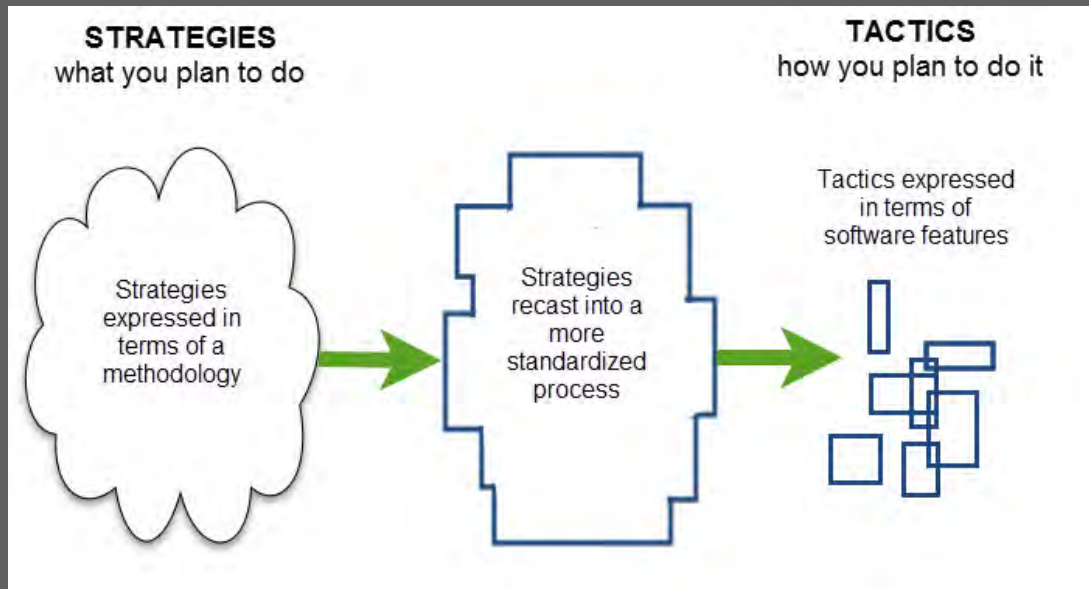 STRATEGIES
what you plan to do
TACTICS
how you plan to do it
Strategies
expressed in
terms of a
methodology
Strategies
recast into a
more
standardized
process
Tactics expressed
in terms of
software features